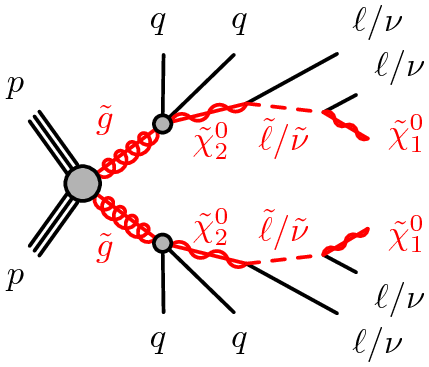 q q ℓ/ν
ℓ/ν
p
g̃ χ̃⁰₂ ℓ̃/ν̃ χ̃⁰₁
g̃ χ̃⁰₂ ℓ̃/ν̃ χ̃⁰₁
p
ℓ/ν
q q ℓ/ν